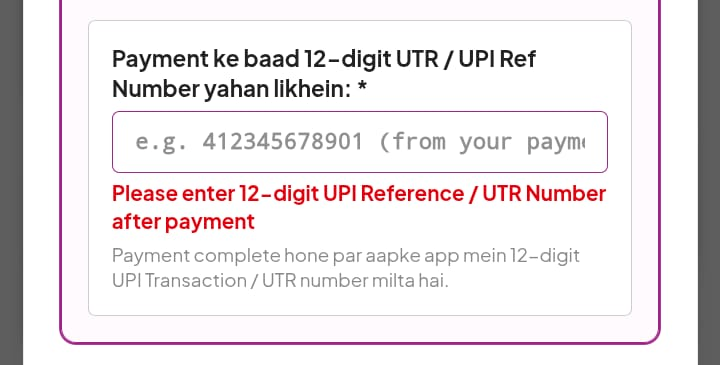 Payment ke baad 12-digit UTR / UPI Ref
Number yahan likhein: *
e.g. 412345678901 (from your payme
Please enter 12-digit UPI Reference / UTR Number
after payment
Payment complete hone par aapke app mein 12-digit
UPI Transaction / UTR number milta hai.